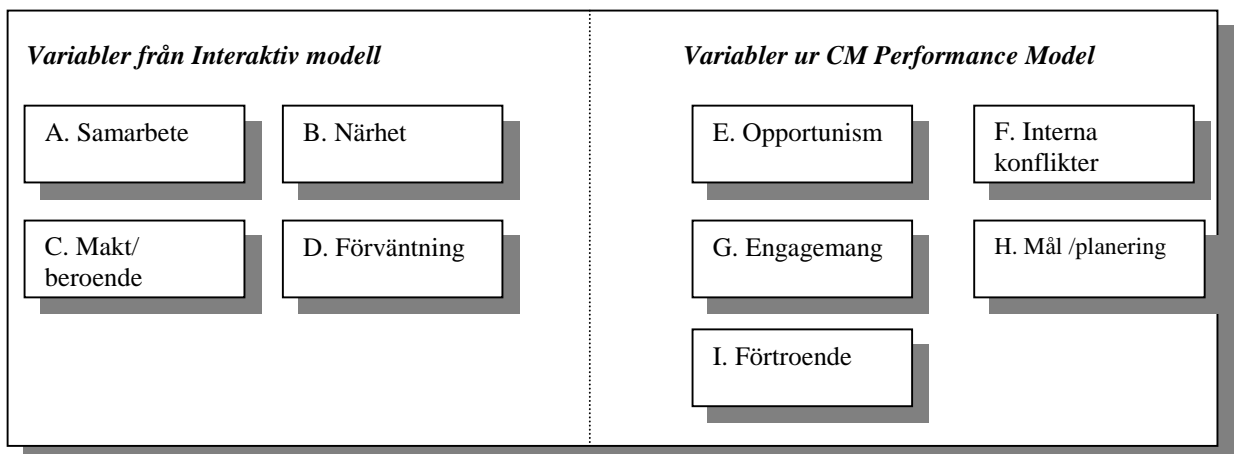 Variabler från Interaktiv modell
A. Samarbete
B. Närhet
C. Makt/
beroende
D. Förväntning
Variabler ur CM Performance Model
E. Opportunism
F. Interna
konflikter
G. Engagemang
H. Mål /planering
I. Förtroende